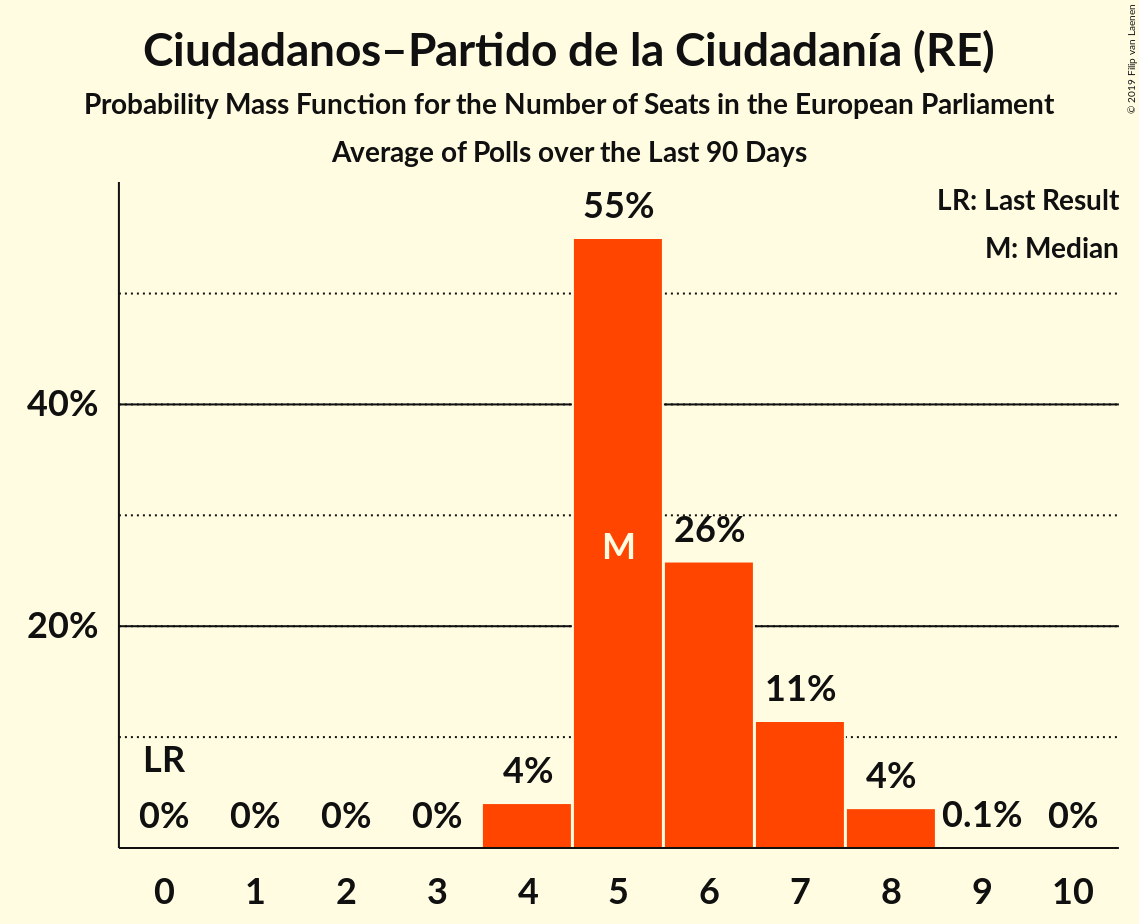 © 2019 Filip van Laenen
Ciudadanos–Partido de la Ciudadanía (RE)
Probability Mass Function for the Number of Seats in the European Parliament
Average of Polls over the Last 90 Days
LR: Last Result
M: Median
55%
40%
26%
M
20%
11%
LR
4%
4%
0%
0%
0%
0%
0.1%
0%
0 1 2 3 4 5 6 7 8 9 10